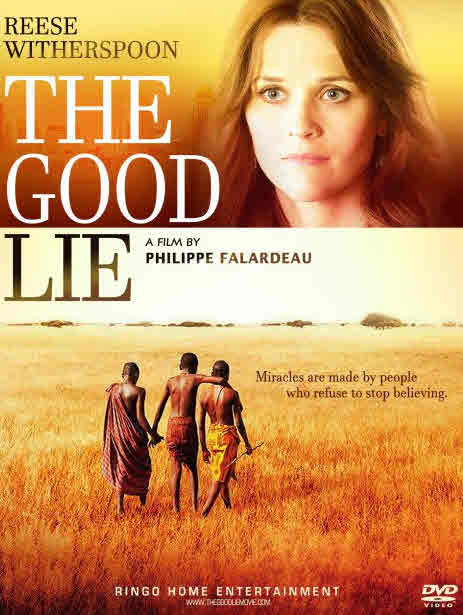 REESE
WITHERSPOON
THE
GOOD
LIE
A FILM BY
PHILIPPE FALARDEAU
Miracles are made by people
who refuse to stop believing.
RINGO HOME ENTERTAINMENT
WWW.THEGOODLIEMOVIE.COM
DVD
VIDEO